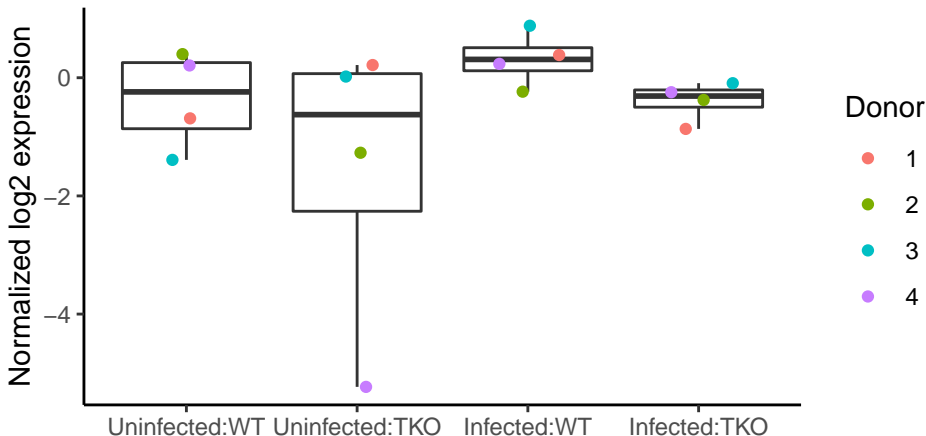 Normalized log2 expression
0
−2
−4
Uninfected:WT Uninfected:TKO Infected:WT Infected:TKO
Donor
1
2
3
4